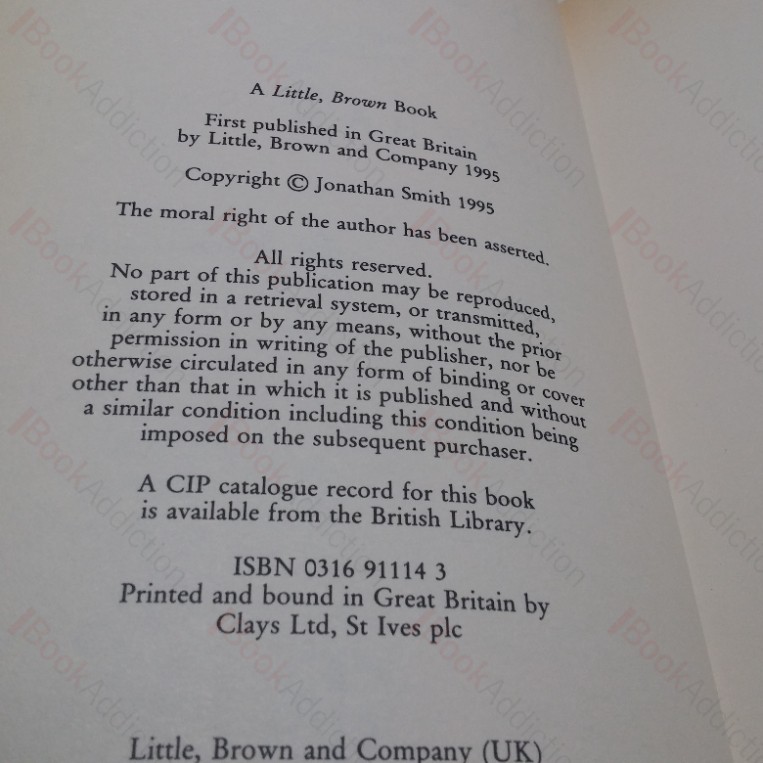 A Little, Brown Book
First published in Great Britain
by Little, Brown and Company 1995
Copyright © Jonathan Smith 1995
The moral right of the author has been asserted.
All rights reserved.
No part of this publication may be reproduced,
stored in a retrieval system, or transmitted,
in any form or by any means, without the prior
permission in writing of the publisher, nor be
otherwise circulated in any form of binding or cover
other than that in which it is published and without
a similar condition including this condition being
imposed on the subsequent purchaser.
A CIP catalogue record for this book
is available from the British Library.
ISBN 0316 91114 3
Printed and bound in Great Britain by
Clays Ltd, St Ives plc
Little, Brown and Company (UK)
BookAddiction